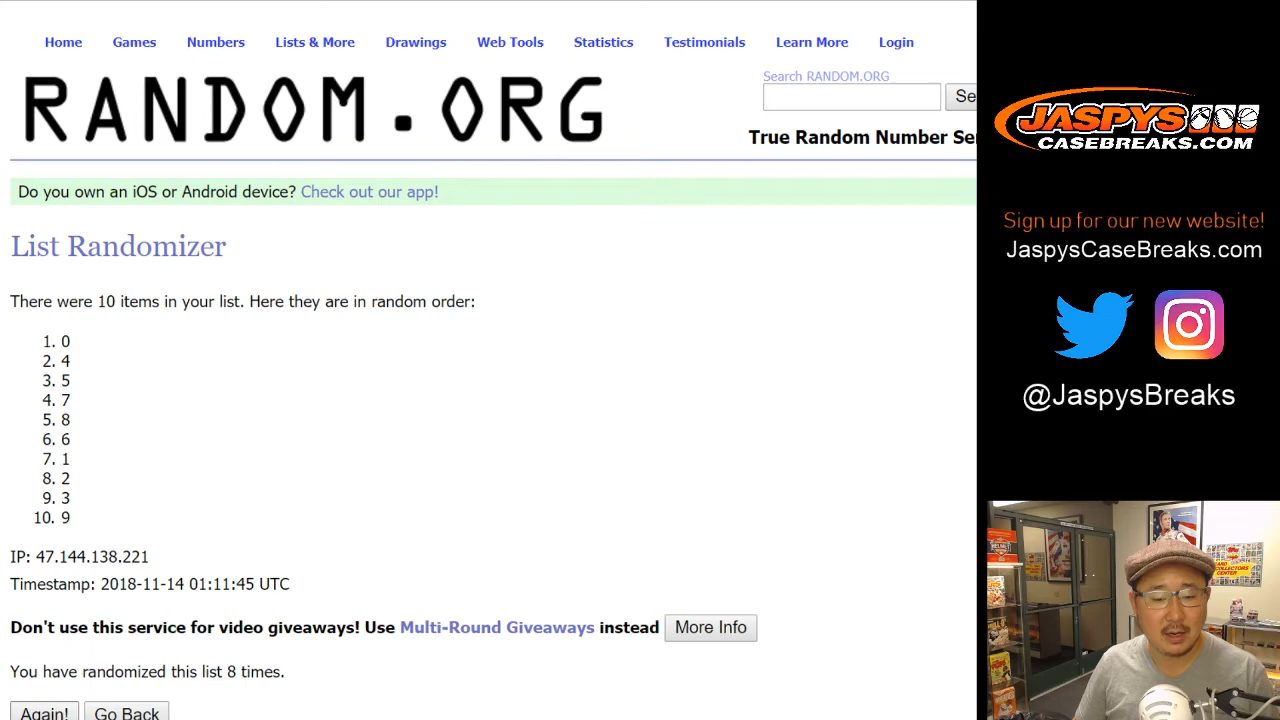 Home Games Numbers Lists & More Drawings Web Tools Statistics Testimonials Learn More Login
RANDOM.ORG
Search RANDOM.ORG
Se
True Random Number Ser
Do you own an iOS or Android device? Check out our app!
List Randomizer
There were 10 items in your list. Here they are in random order:
1. 0
2. 4
3. 5
4. 7
5. 8
6. 6
7. 1
8. 2
9. 3
10. 9
IP: 47.144.138.221
Timestamp: 2018-11-14 01:11:45 UTC
Don't use this service for video giveaways! Use Multi-Round Giveaways instead More Info
You have randomized this list 8 times.
Again! Go Back
JASPYS
CASEBREAKS.COM
Sign up for our new website!
JaspysCaseBreaks.com
@JaspysBreaks